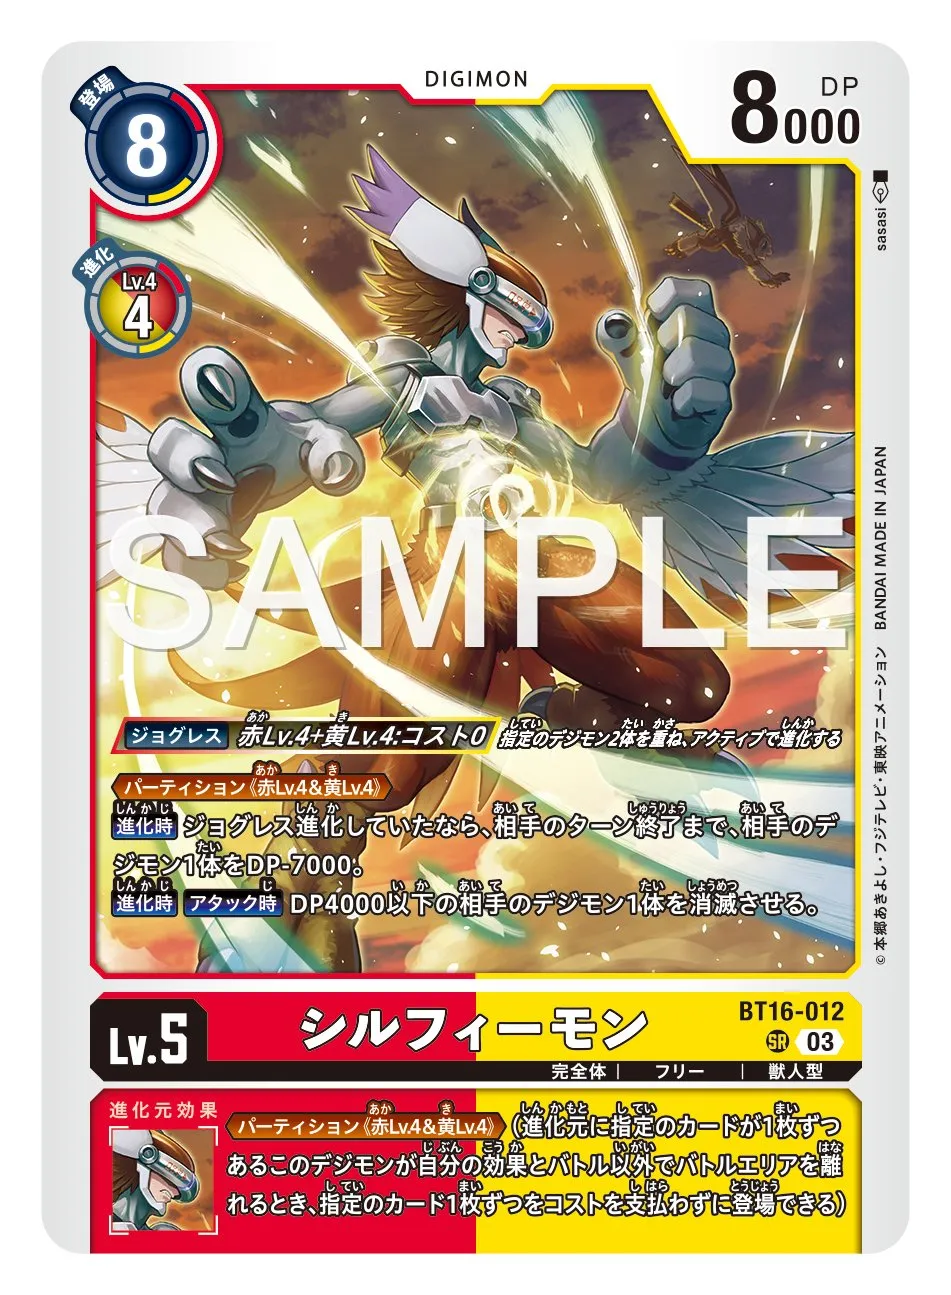 DIGIMON
登場
8
DP
8000
進化
Lv.4
4
sasasi
SAMPLE
ジョグレス 赤Lv.4+黄Lv.4:コスト0 指定のデジモン2体を重ね、アクティブで進化する
パーティション《赤Lv.4&黄Lv.4》
進化時 ジョグレス進化していたなら、相手のターン終了まで、相手のデ
ジモン1体をDP-7000。
進化時 アタック時 DP4000以下の相手のデジモン1体を消滅させる。
©本郷あきよし・フジテレビ・東映アニメーション BANDAI MADE IN JAPAN
Lv.5
シルフィーモン
BT16-012
SR 03
完全体 | フリー | 獣人型
進化元効果
パーティション《赤Lv.4&黄Lv.4》(進化元に指定のカードが1枚ずつ
あるこのデジモンが自分の効果とバトル以外でバトルエリアを離
れるとき、指定のカード1枚ずつをコストを支払わずに登場できる)